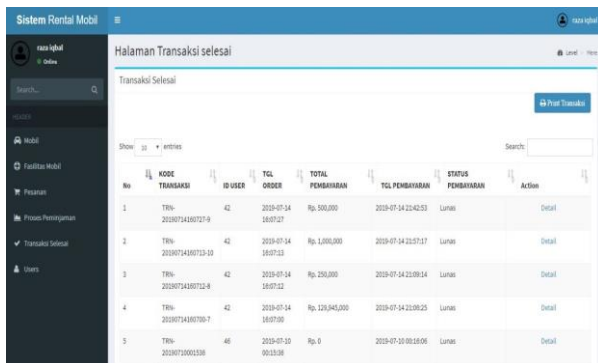 Sistem Rental Mobil
raza iqbal
raza iqbal
Online
Search...
HEADER
Mobil
Fasilitas Mobil
Pesanan
Proses Peminjaman
Transaksi Selesai
Users
Halaman Transaksi selesai
Level
Transaksi Selesai
Print Transaksi
Show 10 entries
Search:
No KODE TRANSAKSI ID USER TGL ORDER TOTAL PEMBAYARAN TGL PEMBAYARAN STATUS PEMBAYARAN Action
1 TRN-20190714160727-9 42 2019-07-14 16:07:27 Rp. 500,000 2019-07-14 21:42:53 Lunas Detail
2 TRN-20190714160713-10 42 2019-07-14 16:07:13 Rp. 1,000,000 2019-07-14 21:57:17 Lunas Detail
3 TRN-20190714160712-8 42 2019-07-14 16:07:12 Rp. 250,000 2019-07-14 21:09:14 Lunas Detail
4 TRN-20190714160700-7 42 2019-07-14 16:07:00 Rp. 126,945,000 2019-07-14 21:06:25 Lunas Detail
5 TRN-20190710001538 46 2019-07-10 00:15:38 Rp. 0 2019-07-10 00:16:06 Lunas Detail